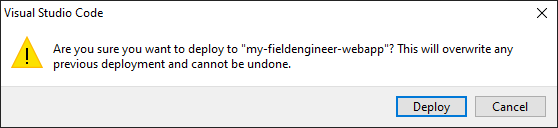 Visual Studio Code
Are you sure you want to deploy to "my-fieldengineer-webapp"? This will overwrite any
previous deployment and cannot be undone.
Deploy
Cancel